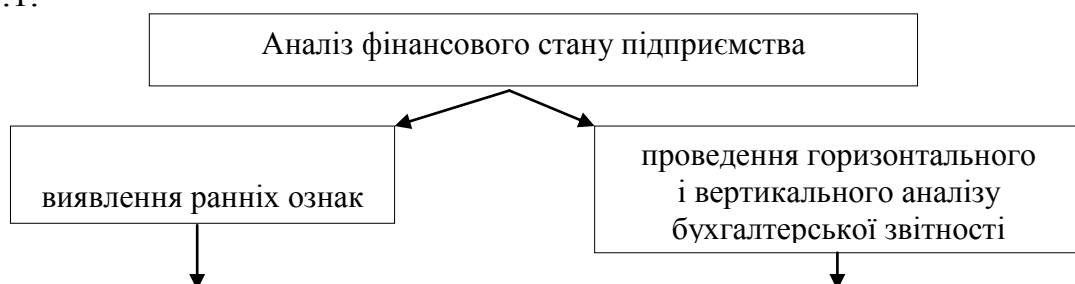 .1.
Аналіз фінансового стану підприємства
виявлення ранніх ознак
проведення горизонтального
і вертикального аналізу
бухгалтерської звітності